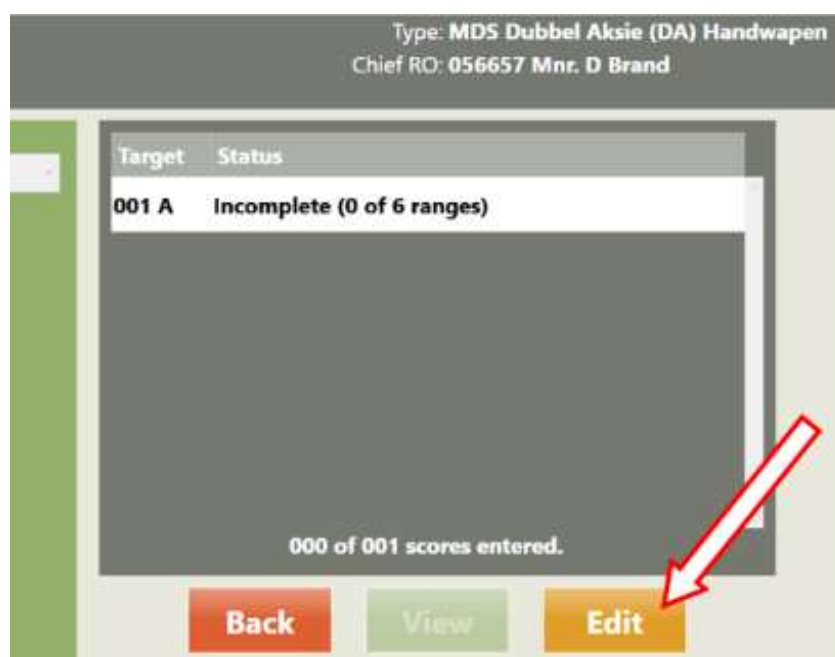 Type: MDS Dubbel Aksie (DA) Handwapen
Chief RO: 056657 Mnr. D Brand
Target Status
001 A Incomplete (0 of 6 ranges)
000 of 001 scores entered.
Back View Edit